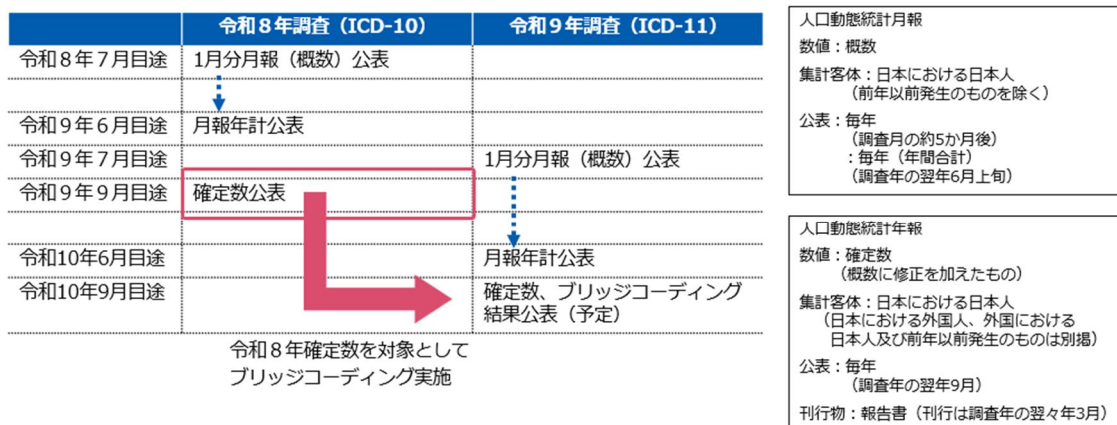 令和８年調査（ICD-10） 令和９年調査（ICD-11）
令和８年７月目途 1月分月報（概数）公表
令和９年６月目途 月報年計公表
令和９年７月目途 1月分月報（概数）公表
令和９年９月目途 確定数公表
令和10年6月目途 月報年計公表
令和10年9月目途 確定数、ブリッジコーディング
結果公表（予定）
令和８年確定数を対象として
ブリッジコーディング実施
人口動態統計月報
数値：概数
集計客体：日本における日本人
（前年以前発生のものを除く）
公表：毎年
（調査月の約5か月後）
：毎年（年間合計）
（調査年の翌年6月上旬）
人口動態統計年報
数値：確定数
（概数に修正を加えたもの）
集計客体：日本における日本人
（日本における外国人、外国における
日本人及び前年以前発生のものは別掲）
公表：毎年
（調査年の翌年9月）
刊行物：報告書（刊行は調査年の翌々年3月）